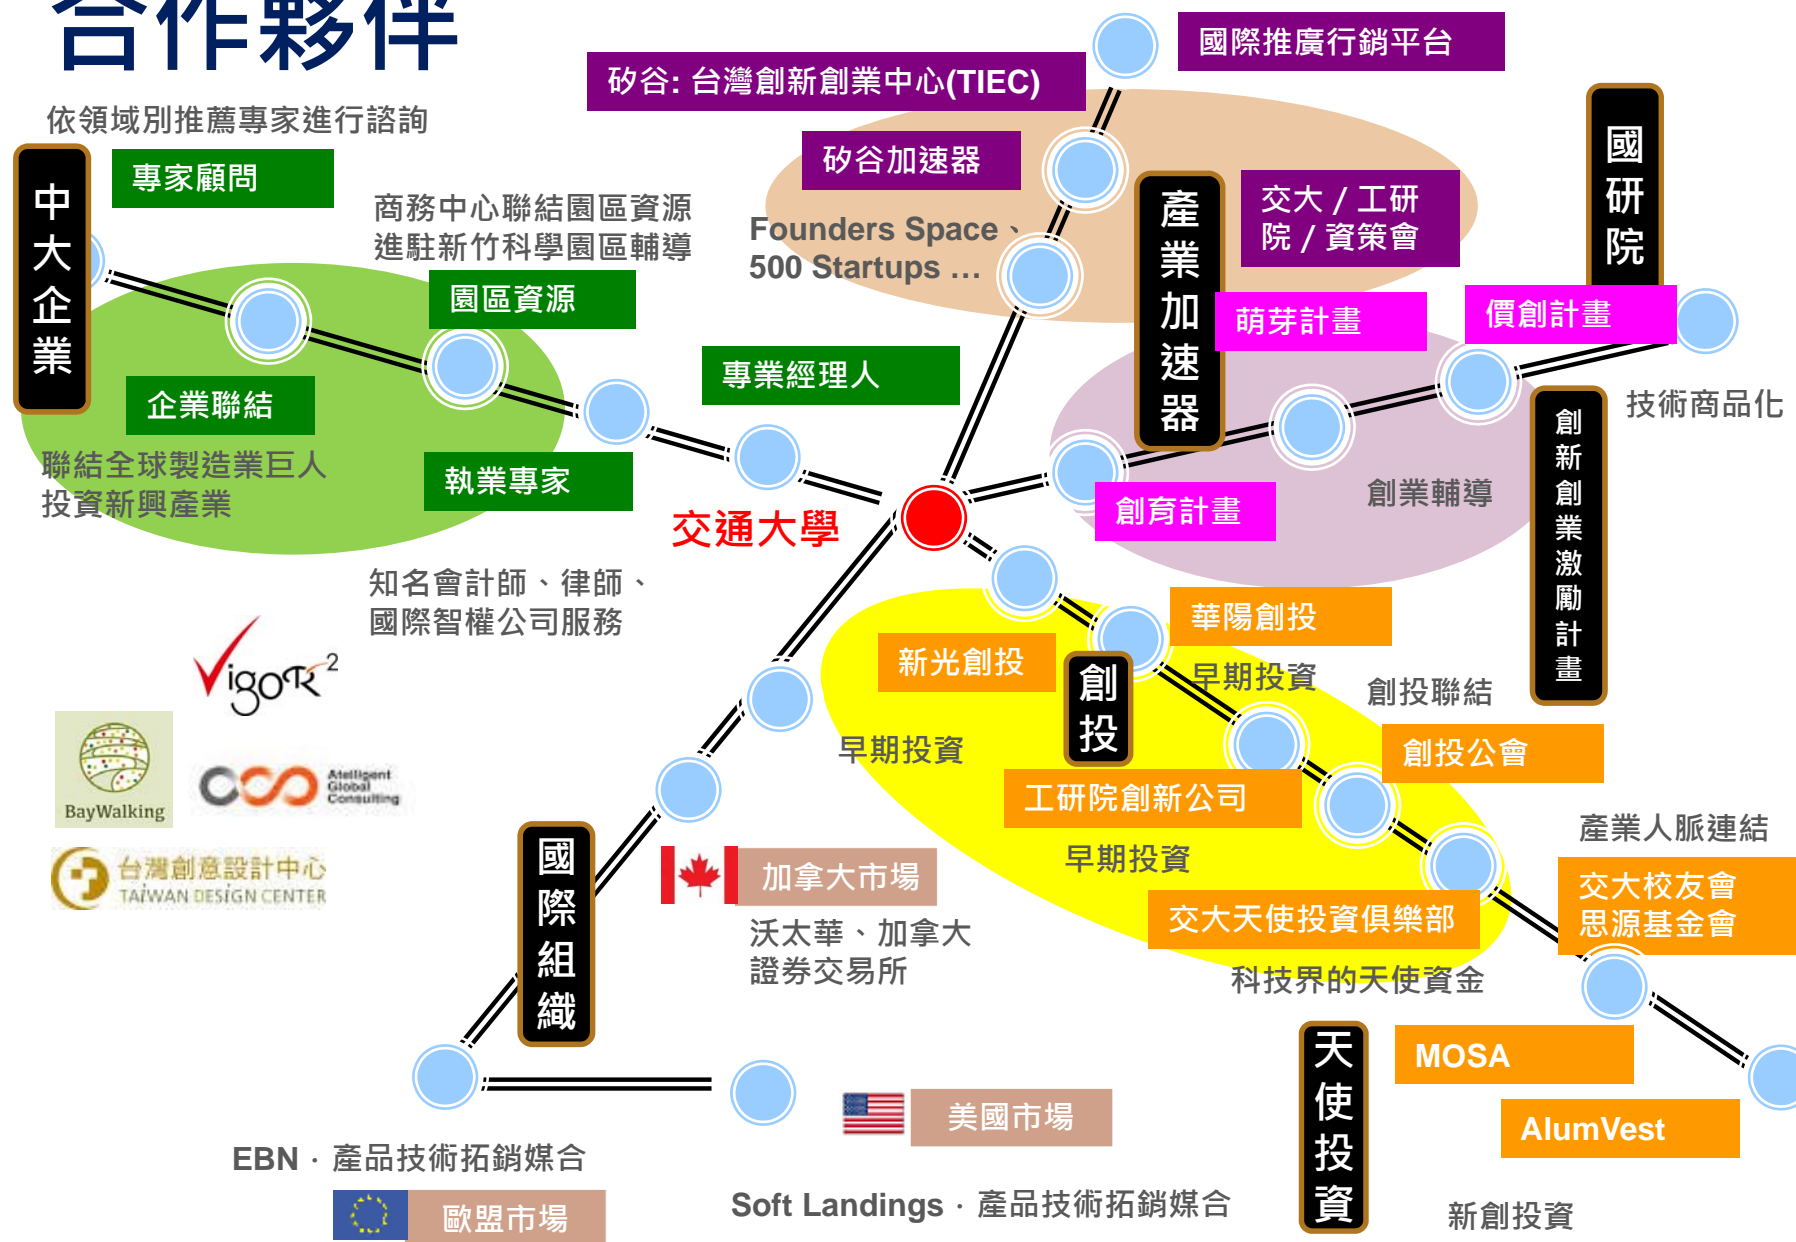 合作夥伴
依領域別推薦專家進行諮詢
中大企業
專家顧問
商務中心聯結園區資源
進駐新竹科學園區輔導
園區資源
企業聯結
聯結全球製造業巨人
投資新興產業
執業專家
專業經理人
知名會計師、律師、
國際智權公司服務
交通大學
國際推廣行銷平台
矽谷: 台灣創新創業中心(TIEC)
矽谷加速器
Founders Space、
500 Startups …
產業加速器
交大 / 工研
院 / 資策會
國研院
萌芽計畫
價創計畫
技術商品化
創育計畫
創業輔導
創新創業激勵計畫
華陽創投
早期投資
新光創投
早期投資
創投
創投聯結
創投公會
工研院創新公司
早期投資
產業人脈連結
交大校友會
思源基金會
交大天使投資俱樂部
科技界的天使資金
天使投資
MOSA
AlumVest
新創投資
VigoR2
BayWalking
Atelligent
Global
Consulting
台灣創意設計中心
TAIWAN DESIGN CENTER
國際組織
加拿大市場
沃太華、加拿大
證券交易所
美國市場
Soft Landings．產品技術拓銷媒合
EBN．產品技術拓銷媒合
歐盟市場